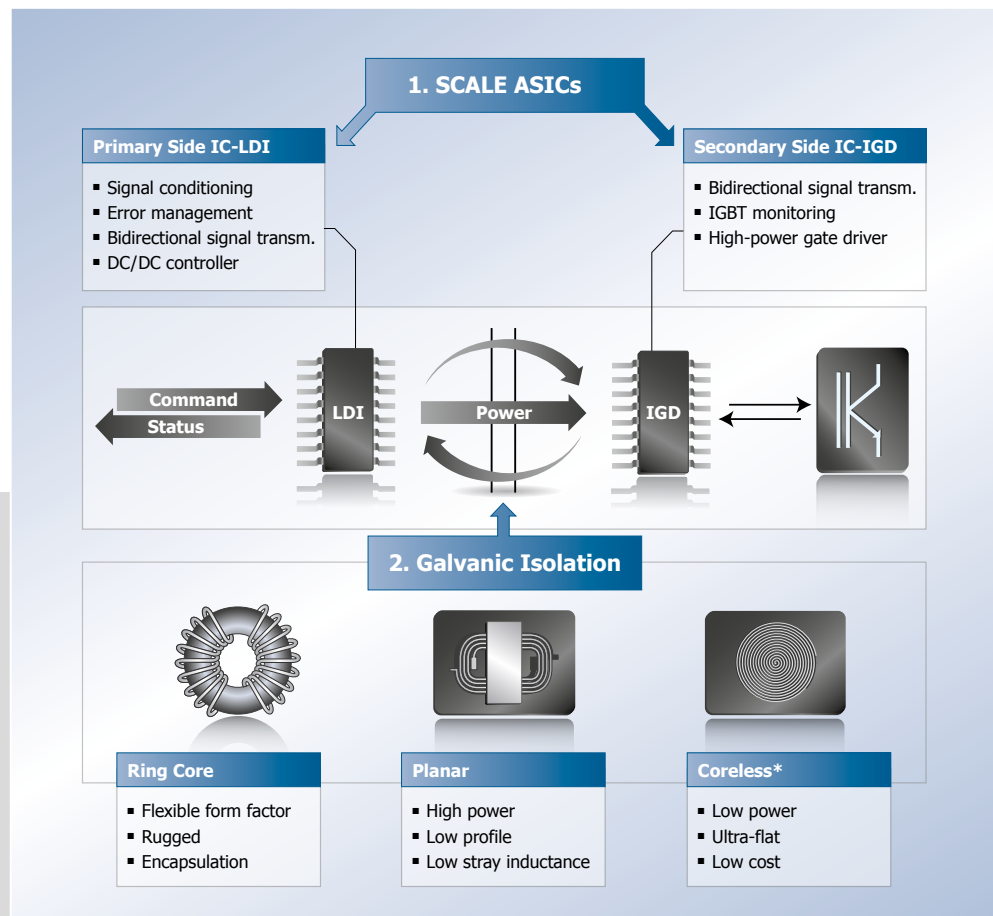 1. SCALE ASICs
Primary Side IC-LDI
▪ Signal conditioning
▪ Error management
▪ Bidirectional signal transm.
▪ DC/DC controller
Secondary Side IC-IGD
▪ Bidirectional signal transm.
▪ IGBT monitoring
▪ High-power gate driver
Command
Status
LDI
Power
IGD
2. Galvanic Isolation
Ring Core
▪ Flexible form factor
▪ Rugged
▪ Encapsulation
Planar
▪ High power
▪ Low profile
▪ Low stray inductance
Coreless*
▪ Low power
▪ Ultra-flat
▪ Low cost